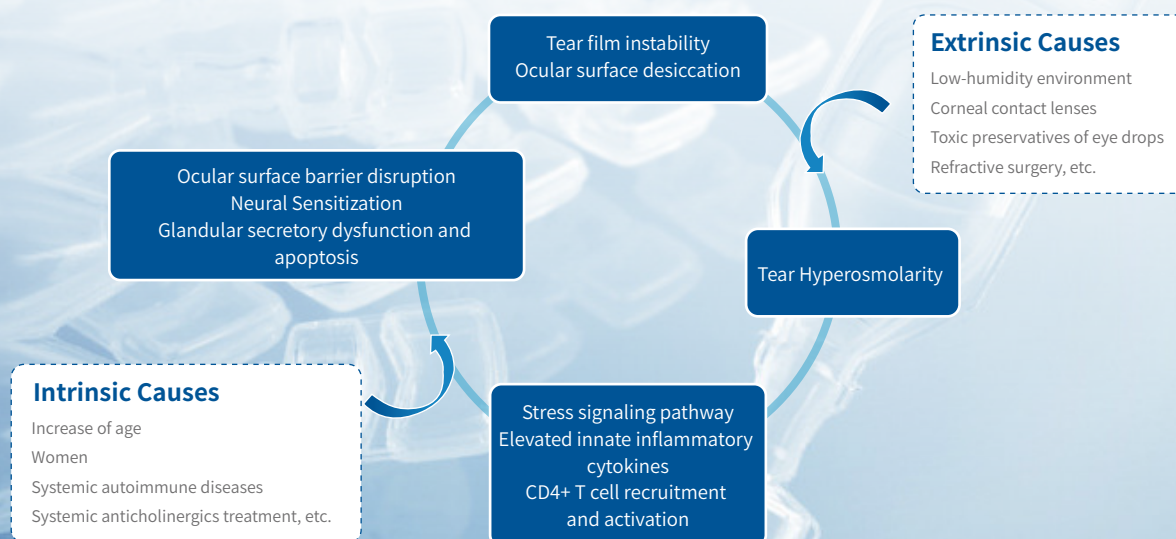 Tear film instability
Ocular surface desiccation
Extrinsic Causes
Low-humidity environment
Corneal contact lenses
Toxic preservatives of eye drops
Refractive surgery, etc.
Ocular surface barrier disruption
Neural Sensitization
Glandular secretory dysfunction and
apoptosis
Tear Hyperosmolarity
Intrinsic Causes
Increase of age
Women
Systemic autoimmune diseases
Systemic anticholinergics treatment, etc.
Stress signaling pathway
Elevated innate inflammatory
cytokines
CD4+ T cell recruitment
and activation